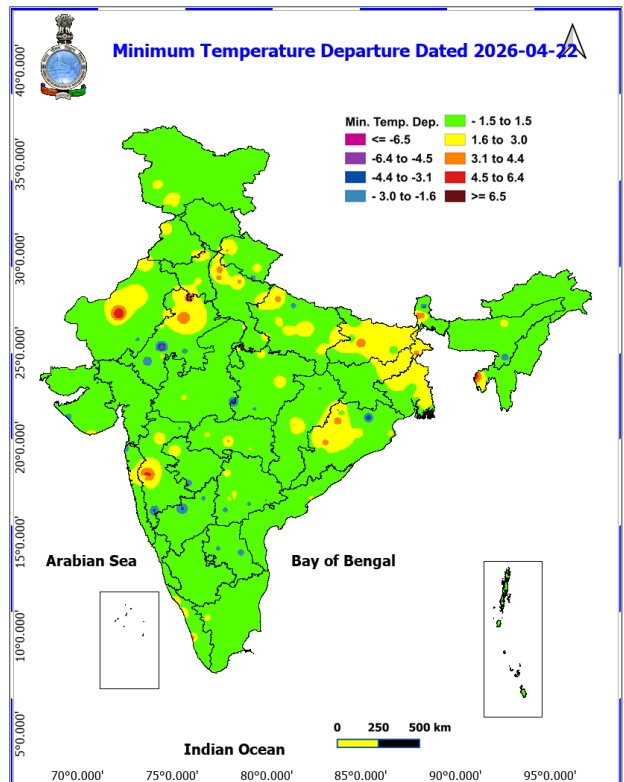 Minimum Temperature Departure Dated 2026-04-22
Min. Temp. Dep.
<= -6.5
-6.4 to -4.5
-4.4 to -3.1
- 3.0 to -1.6
- 1.5 to 1.5
1.6 to 3.0
3.1 to 4.4
4.5 to 6.4
>= 6.5
40°0.000'
35°0.000'
30°0.000'
25°0.000'
20°0.000'
15°0.000'
10°0.000'
5°0.000'
Arabian Sea
Bay of Bengal
Indian Ocean
0 250 500 km
70°0.000' 75°0.000' 80°0.000' 85°0.000' 90°0.000' 95°0.000'